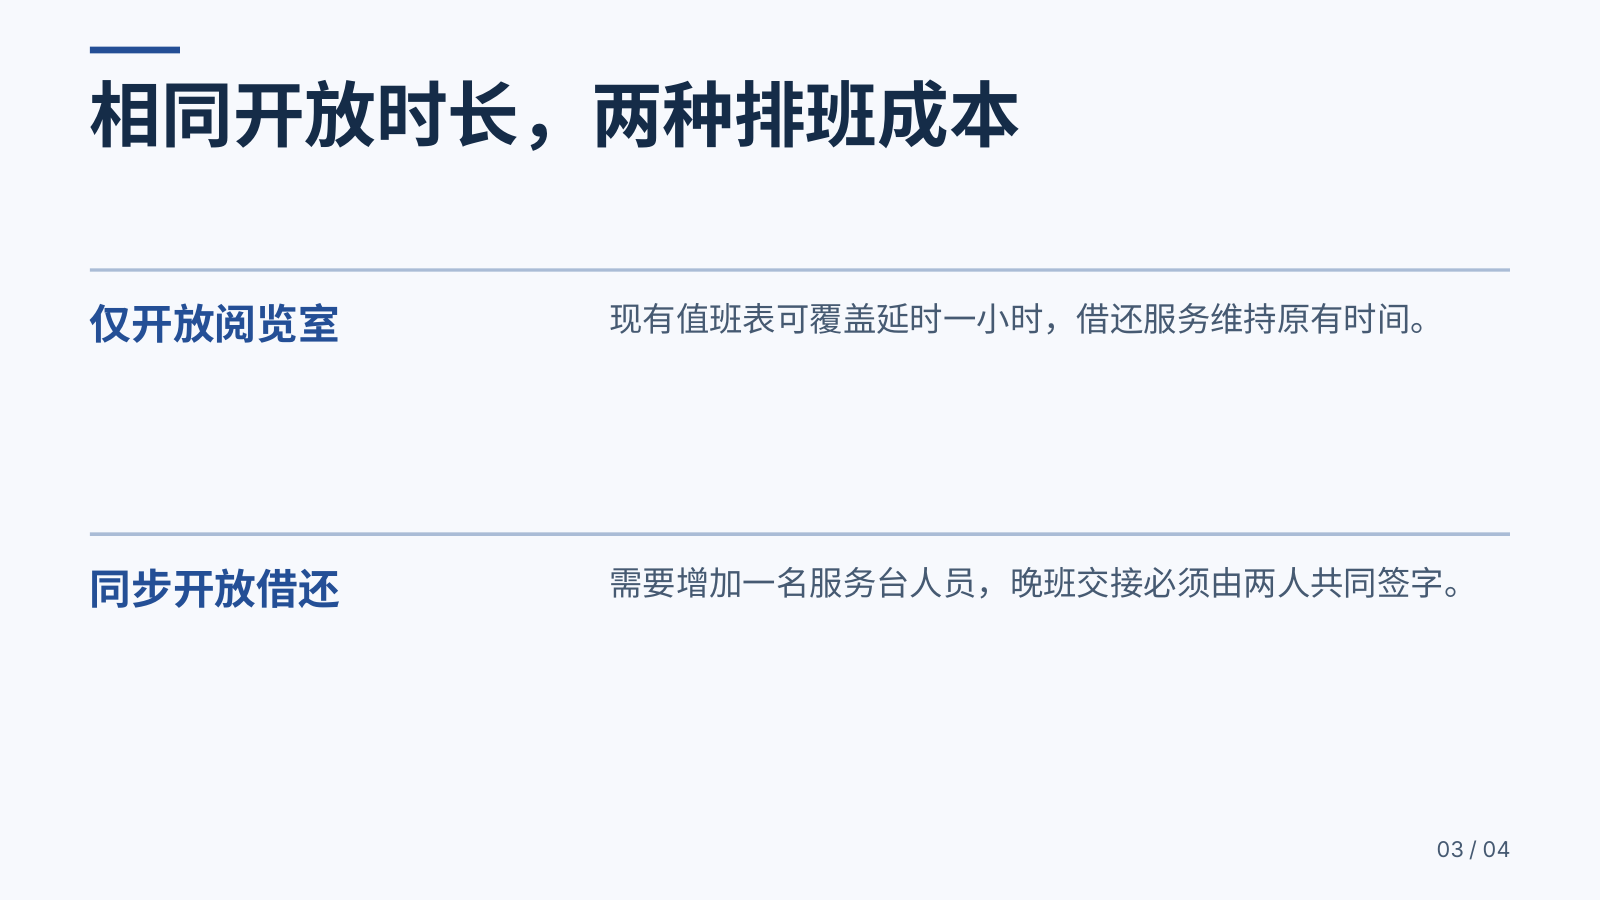 相同开放时长，两种排班成本
仅开放阅览室
现有值班表可覆盖延时一小时，借还服务维持原有时间。
同步开放借还
需要增加一名服务台人员，晚班交接必须由两人共同签字。
03 / 04